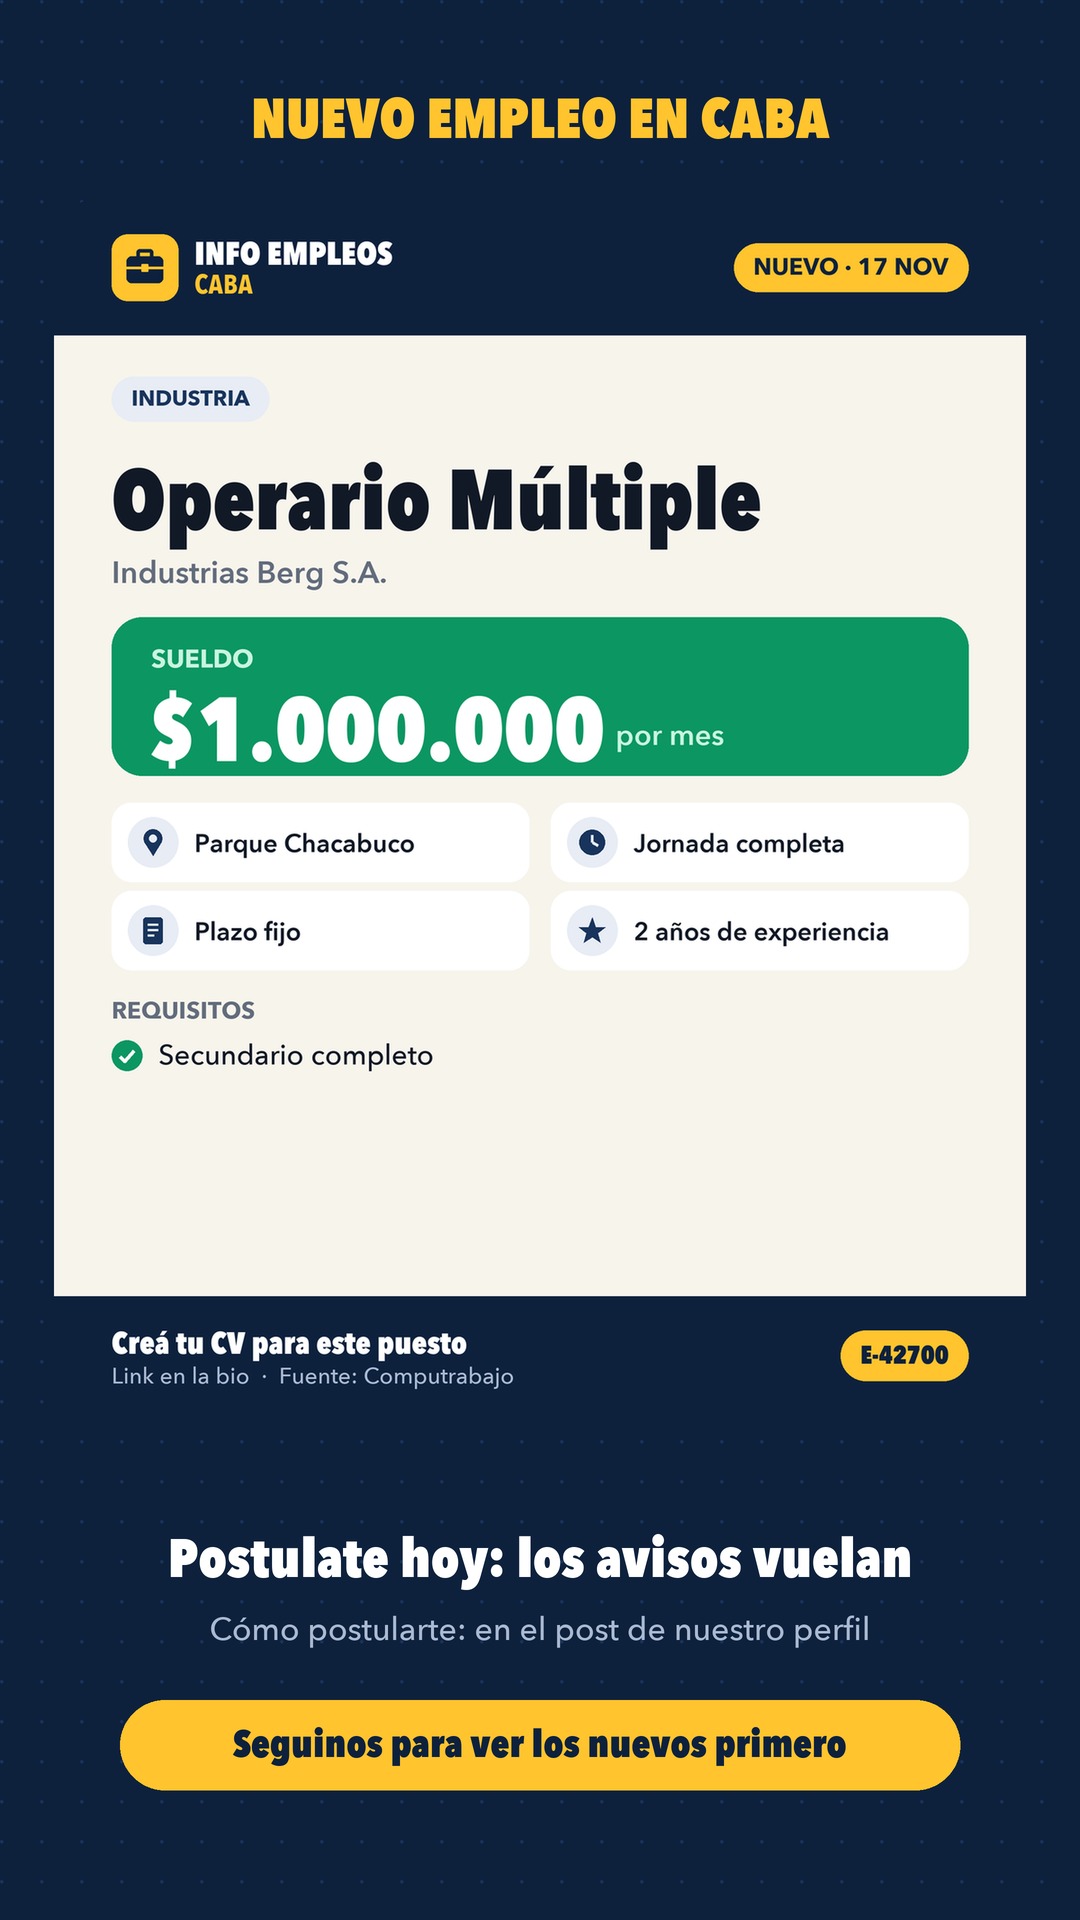 NUEVO EMPLEO EN CABA
INFO EMPLEOS
CABA
NUEVO · 17 NOV
INDUSTRIA
Operario Múltiple
Industrias Berg S.A.
SUELDO
$1.000.000 por mes
Parque Chacabuco
Jornada completa
Plazo fijo
2 años de experiencia
REQUISITOS
Secundario completo
Creá tu CV para este puesto
Link en la bio · Fuente: Computrabajo
E-42700
Postulate hoy: los avisos vuelan
Cómo postularte: en el post de nuestro perfil
Seguinos para ver los nuevos primero